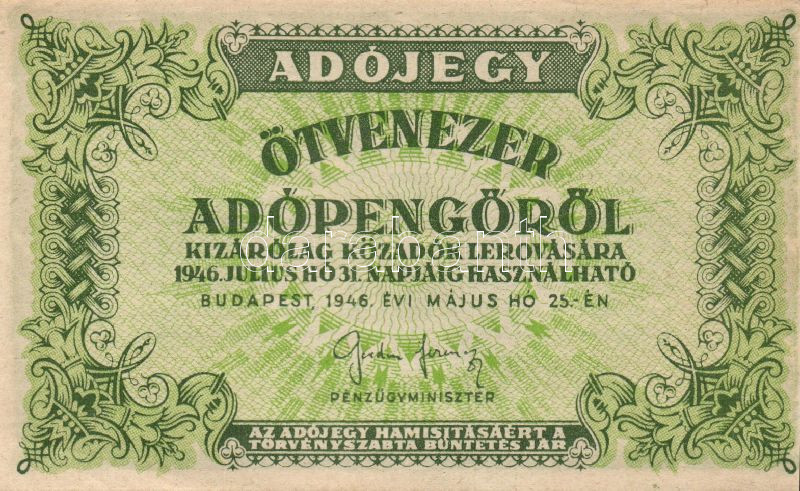 ADÓJEGY
ÖTVENEZER
ADÓPENGŐRŐL
KIZÁRÓLAG KÖZADÓK LEROVÁSÁRA
1946. JULIUS HÓ 31. NAPJÁIG HASZNÁLHATÓ
BUDAPEST, 1946. ÉVI MÁJUS HÓ 25.-ÉN
PÉNZÜGYMINISZTER
AZ ADÓJEGY HAMISITÁSÁÉRT A
TÖRVÉNYSZABTA BÜNTETÉS JÁR